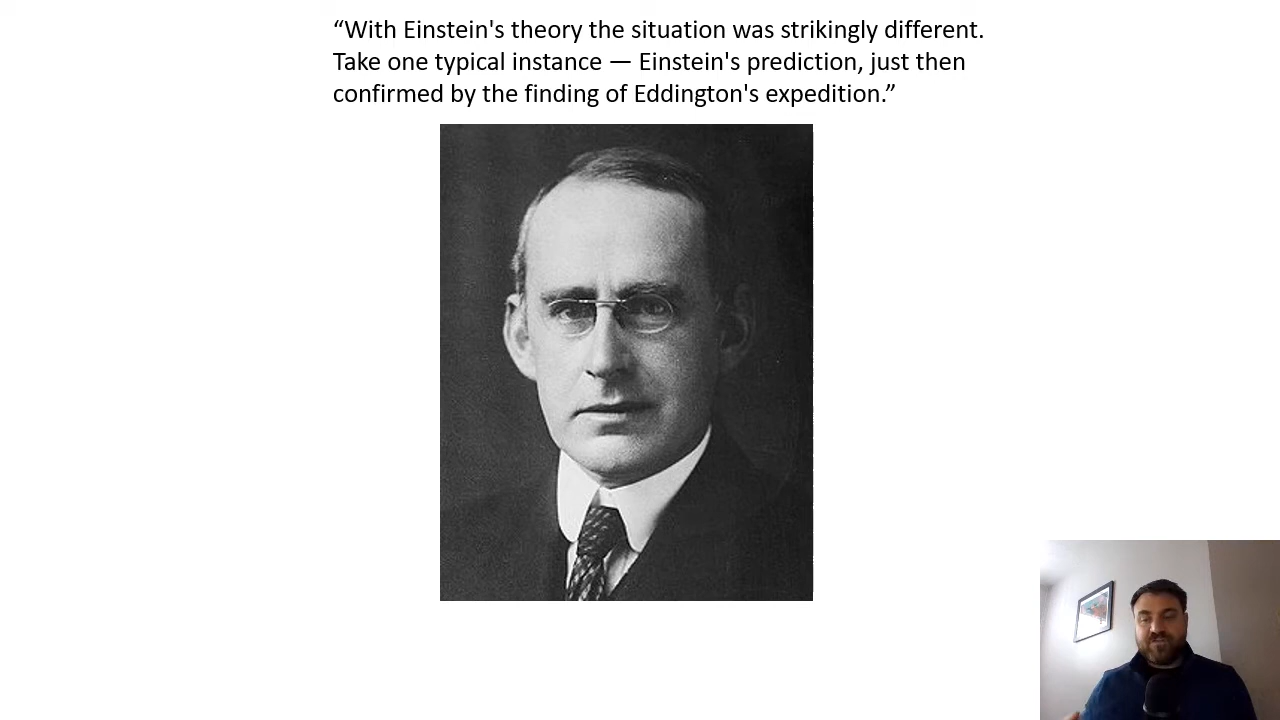 “With Einstein's theory the situation was strikingly different.
Take one typical instance — Einstein's prediction, just then
confirmed by the finding of Eddington's expedition.”